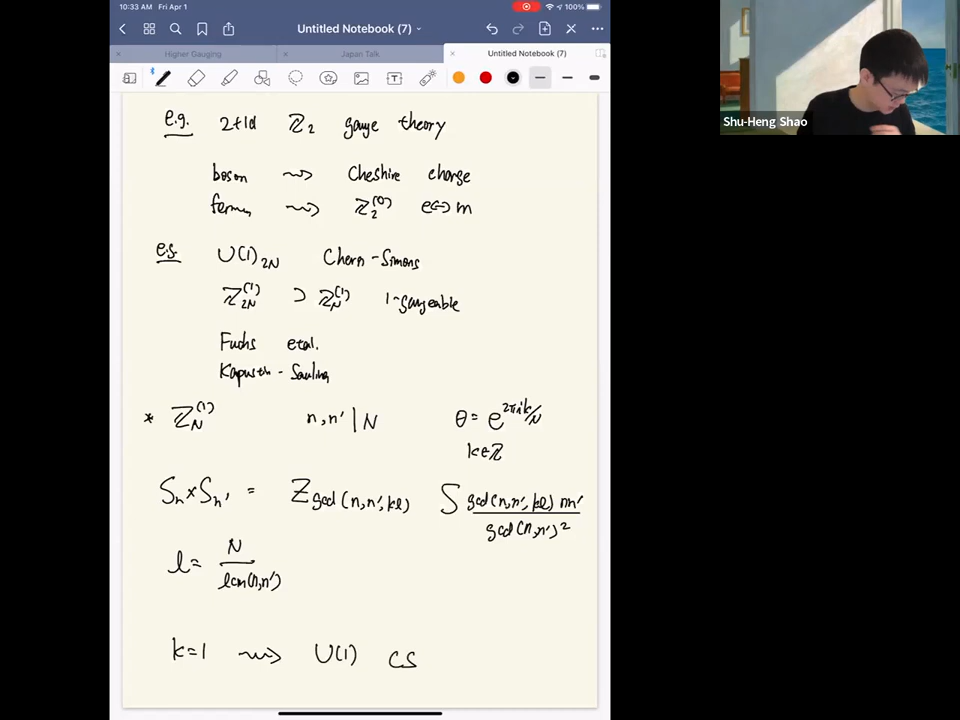 10:33 AM Fri Apr 1
100%
Untitled Notebook (7)
Higher Gauging
Japan Talk
Untitled Notebook (7)
Shu-Heng Shao
e.g. 2+1d ℤ₂ gauge theory
boson ⇝ Cheshire charge
fermion ⇝ ℤ₂⁽⁰⁾ e↔m
e.g. U(1)₂N Chern-Simons
ℤ₂N⁽¹⁾ ⊃ ℤN⁽¹⁾ 1-gaugeable
Fuchs et al.
Kapustin - Saulina
* ℤN⁽¹⁾ n, n' | N θ = e^{2πik/N}
k∈ℤ
Sn × Sn' = Z gcd(n, n', kl) S gcd(n, n', kl) nn' / gcd(n, n')²
l = N / lcm(n, n')
k=1 ⇝ U(1) CS